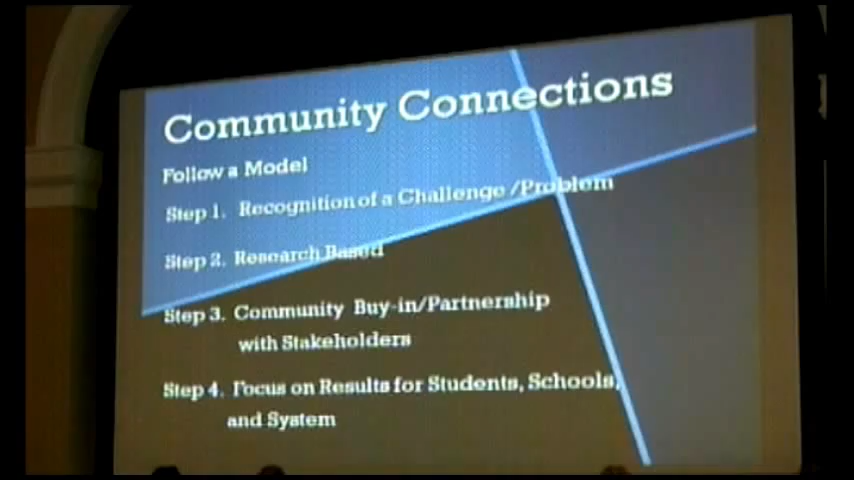 Community Connections
Follow a Model
Step 1. Recognition of a Challenge /Problem
Step 2. Research Based
Step 3. Community Buy-in/Partnership
with Stakeholders
Step 4. Focus on Results for Students, Schools,
and System